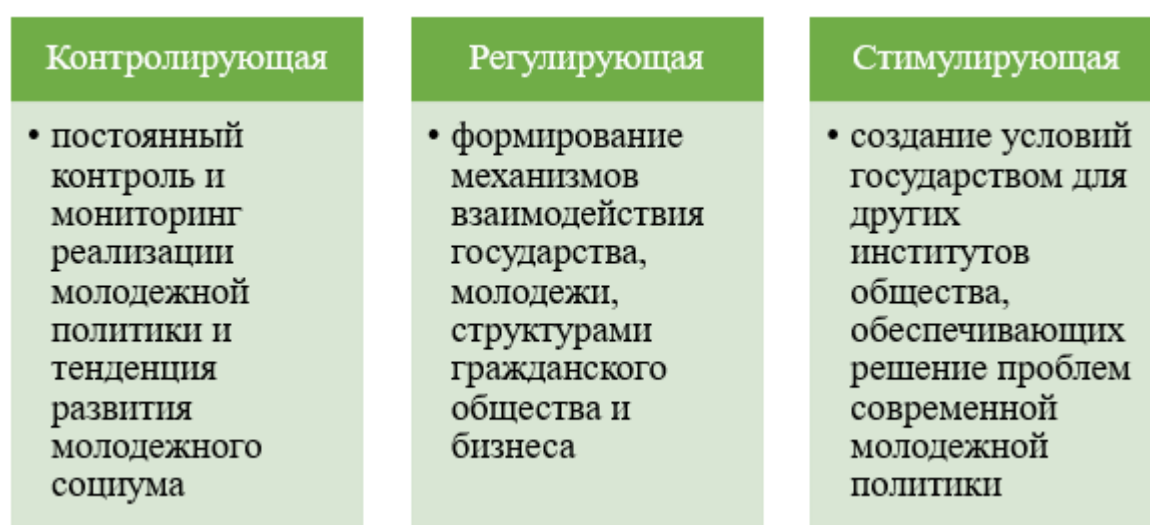 Контролирующая
• постоянный
контроль и
мониторинг
реализации
молодежной
политики и
тенденция
развития
молодежного
социума
Регулирующая
• формирование
механизмов
взаимодействия
государства,
молодежи,
структурами
гражданского
общества и
бизнеса
Стимулирующая
• создание условий
государством для
других
институтов
общества,
обеспечивающих
решение проблем
современной
молодежной
политики